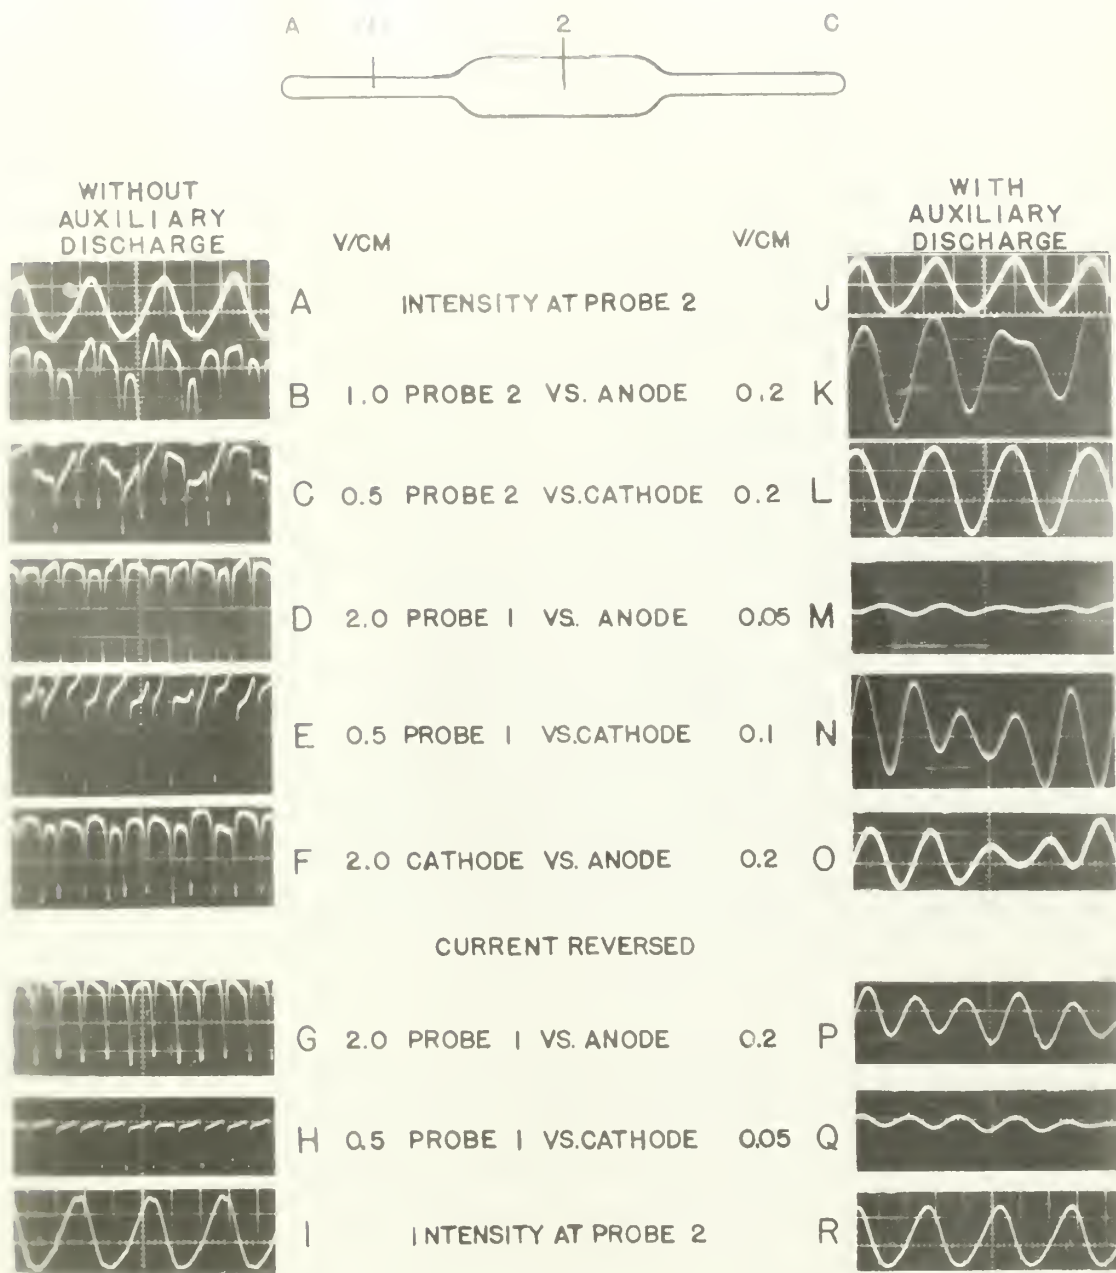 A 2 C
WITHOUT
AUXILIARY
DISCHARGE
V/CM
V/CM
WITH
AUXILIARY
DISCHARGE
A INTENSITY AT PROBE 2 J
B 1.0 PROBE 2 VS. ANODE 0.2 K
C 0.5 PROBE 2 VS.CATHODE 0.2 L
D 2.0 PROBE 1 VS. ANODE 0.05 M
E 0.5 PROBE 1 VS.CATHODE 0.1 N
F 2.0 CATHODE VS. ANODE 0.2 O
CURRENT REVERSED
G 2.0 PROBE 1 VS. ANODE 0.2 P
H 0.5 PROBE 1 VS.CATHODE 0.05 Q
I INTENSITY AT PROBE 2 R